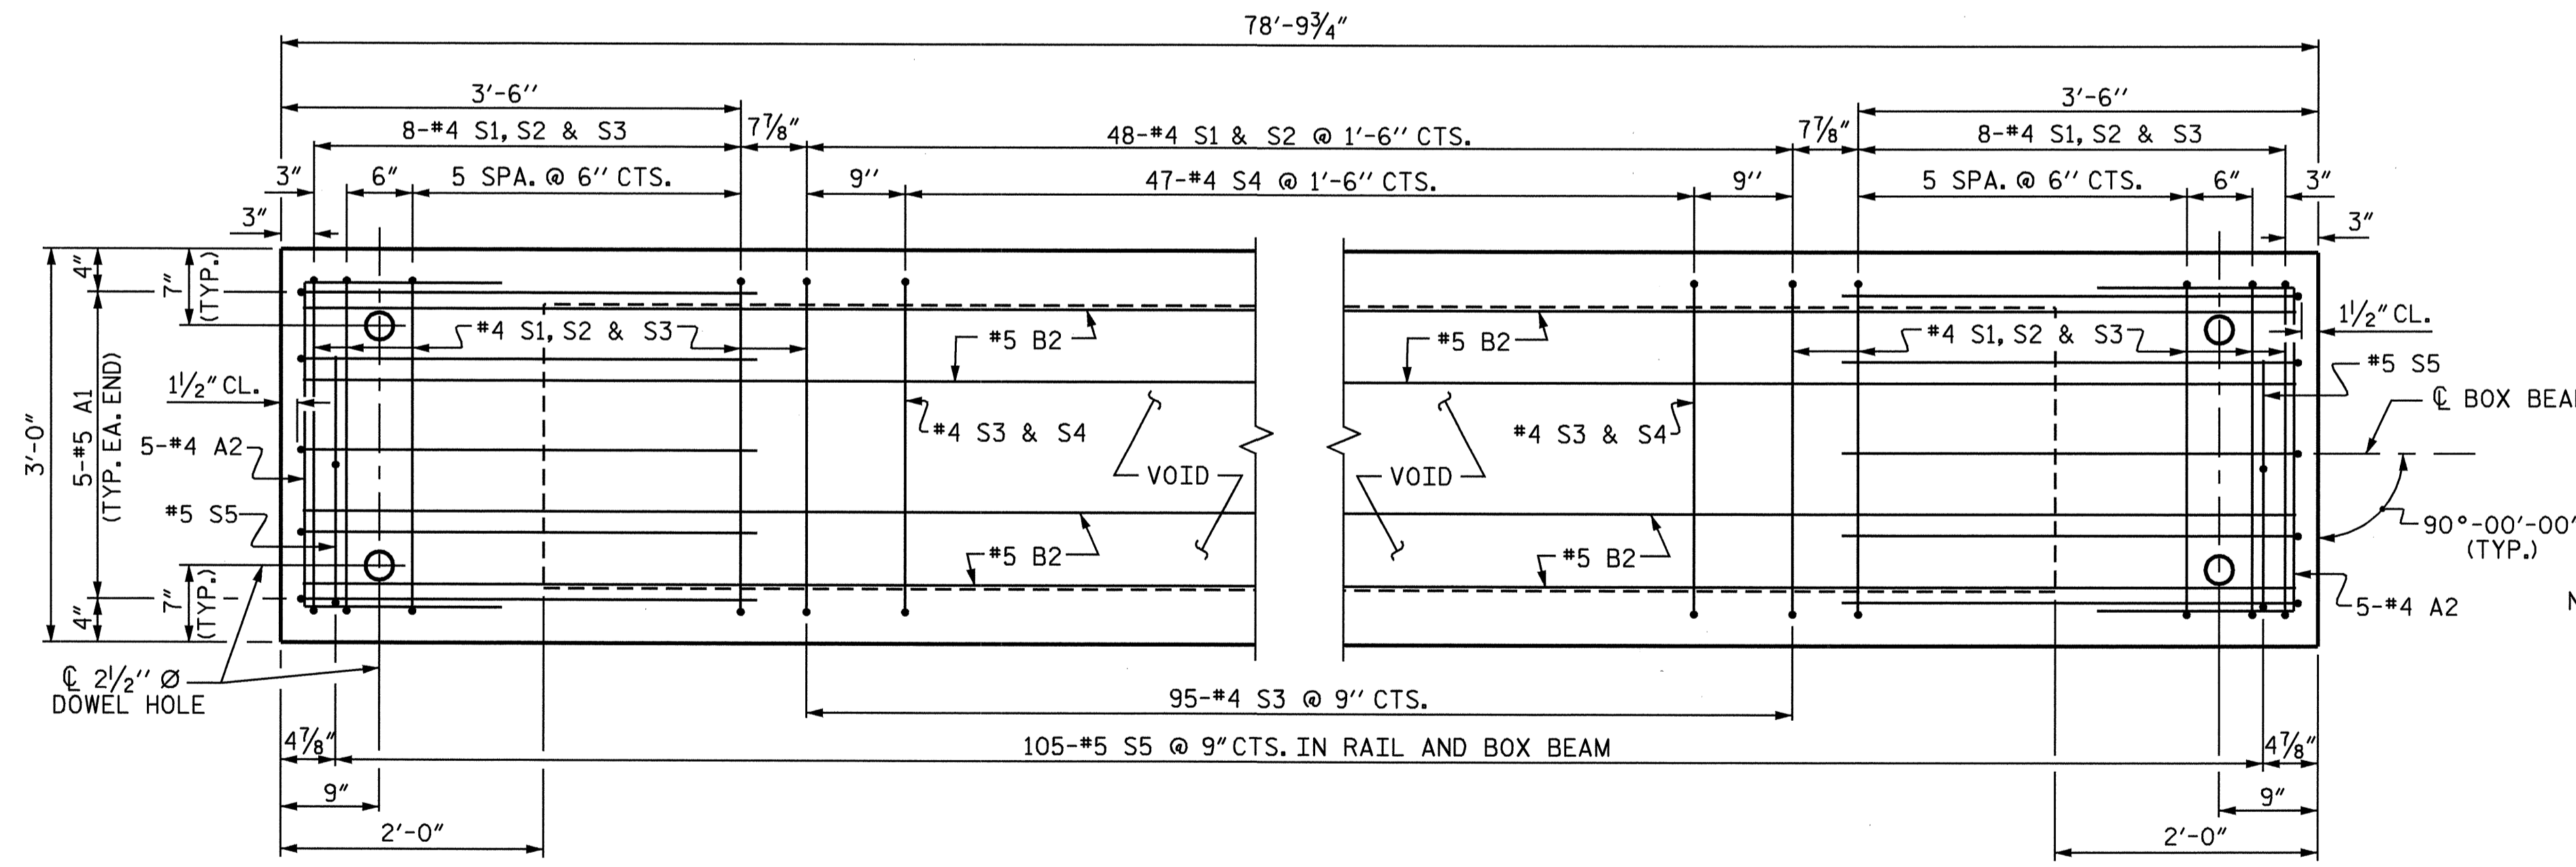 78'-9¾"
3'-6"
3'-6"
8-#4 S1, S2 & S3
7⅞"
48-#4 S1 & S2 @ 1'-6" CTS.
7⅞"
8-#4 S1, S2 & S3
3"
6"
5 SPA. @ 6" CTS.
9"
47-#4 S4 @ 1'-6" CTS.
9"
5 SPA. @ 6" CTS.
6"
3"
3"
3"
4"
7"
(TYP.)
#4 S1, S2 & S3
#5 B2
#5 B2
#4 S1, S2 & S3
1½" CL.
#5 S5
℄ BOX BEA
1½" CL.
3'-0"
5-#5 A1
(TYP. EA. END)
5-#4 A2
#4 S3 & S4
#4 S3 & S4
VOID
VOID
#5 S5
90°-00'-00"
(TYP.)
#5 B2
#5 B2
7"
(TYP.)
4"
5-#4 A2
℄ 2½" Ø
DOWEL HOLE
95-#4 S3 @ 9" CTS.
4⅞"
105-#5 S5 @ 9" CTS. IN RAIL AND BOX BEAM
4⅞"
9"
9"
2'-0"
2'-0"